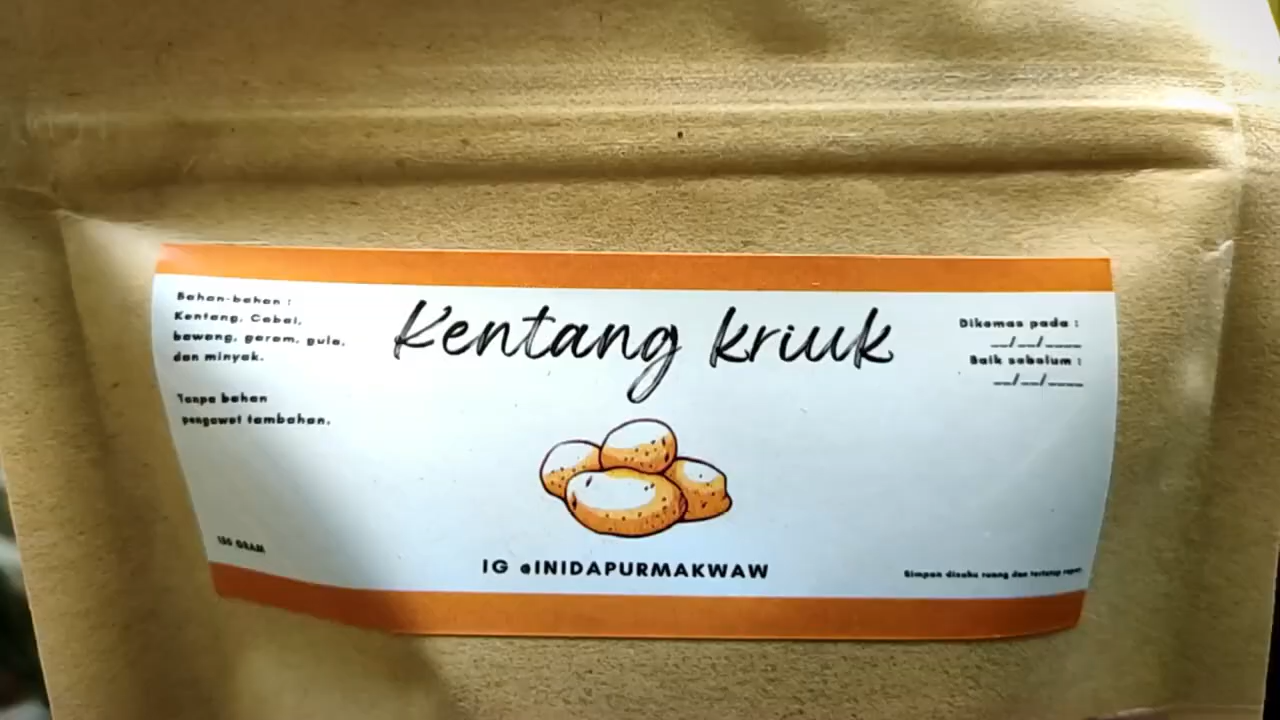 Bahan-bahan :
Kentang, Cabai,
bawang, garam, gula,
dan minyak.
Tanpa bahan
pengawet tambahan.
150 GRAM
Kentang kriuk
IG @INIDAPURMAKWAW
Dikemas pada :
__/__/____
Baik sebelum :
__/__/____
Simpan disuhu ruang dan tertutup rapat.